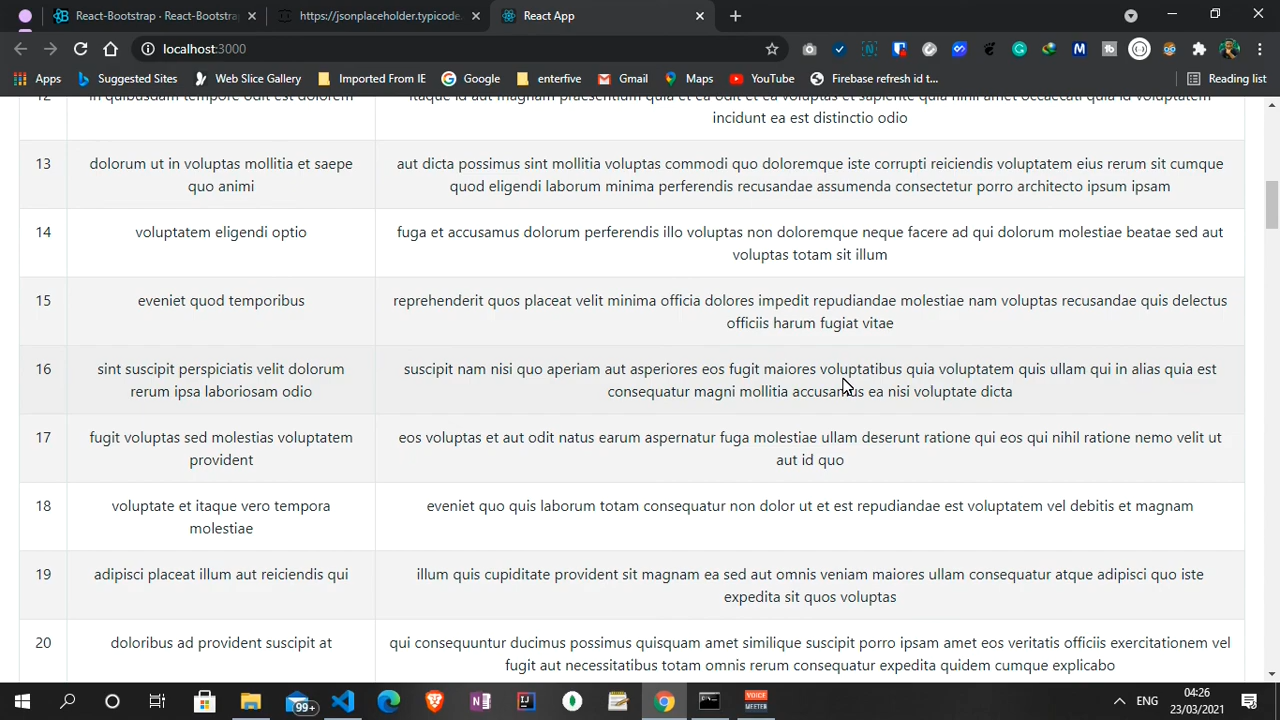 React-Bootstrap · React-Bootstra
https://jsonplaceholder.typicode.
React App
localhost:3000
Apps
Suggested Sites
Web Slice Gallery
Imported From IE
Google
enterfive
Gmail
Maps
YouTube
Firebase refresh id t...
Reading list
12
in quibusdam tempore odit est dolorem
itaque id aut magnam praesentium quia et ea odit et ea voluptas et sapiente quia nihil amet occaecati quia id voluptatem
incidunt ea est distinctio odio
13
dolorum ut in voluptas mollitia et saepe
quo animi
aut dicta possimus sint mollitia voluptas commodi quo doloremque iste corrupti reiciendis voluptatem eius rerum sit cumque
quod eligendi laborum minima perferendis recusandae assumenda consectetur porro architecto ipsum ipsam
14
voluptatem eligendi optio
fuga et accusamus dolorum perferendis illo voluptas non doloremque neque facere ad qui dolorum molestiae beatae sed aut
voluptas totam sit illum
15
eveniet quod temporibus
reprehenderit quos placeat velit minima officia dolores impedit repudiandae molestiae nam voluptas recusandae quis delectus
officiis harum fugiat vitae
16
sint suscipit perspiciatis velit dolorum
rerum ipsa laboriosam odio
suscipit nam nisi quo aperiam aut asperiores eos fugit maiores voluptatibus quia voluptatem quis ullam qui in alias quia est
consequatur magni mollitia accusamus ea nisi voluptate dicta
17
fugit voluptas sed molestias voluptatem
provident
eos voluptas et aut odit natus earum aspernatur fuga molestiae ullam deserunt ratione qui eos qui nihil ratione nemo velit ut
aut id quo
18
voluptate et itaque vero tempora
molestiae
eveniet quo quis laborum totam consequatur non dolor ut et est repudiandae est voluptatem vel debitis et magnam
19
adipisci placeat illum aut reiciendis qui
illum quis cupiditate provident sit magnam ea sed aut omnis veniam maiores ullam consequatur atque adipisci quo iste
expedita sit quos voluptas
20
doloribus ad provident suscipit at
qui consequuntur ducimus possimus quisquam amet similique suscipit porro ipsam amet eos veritatis officiis exercitationem vel
fugit aut necessitatibus totam omnis rerum consequatur expedita quidem cumque explicabo
99+
VOICE
MEETER
ENG
04:26
23/03/2021